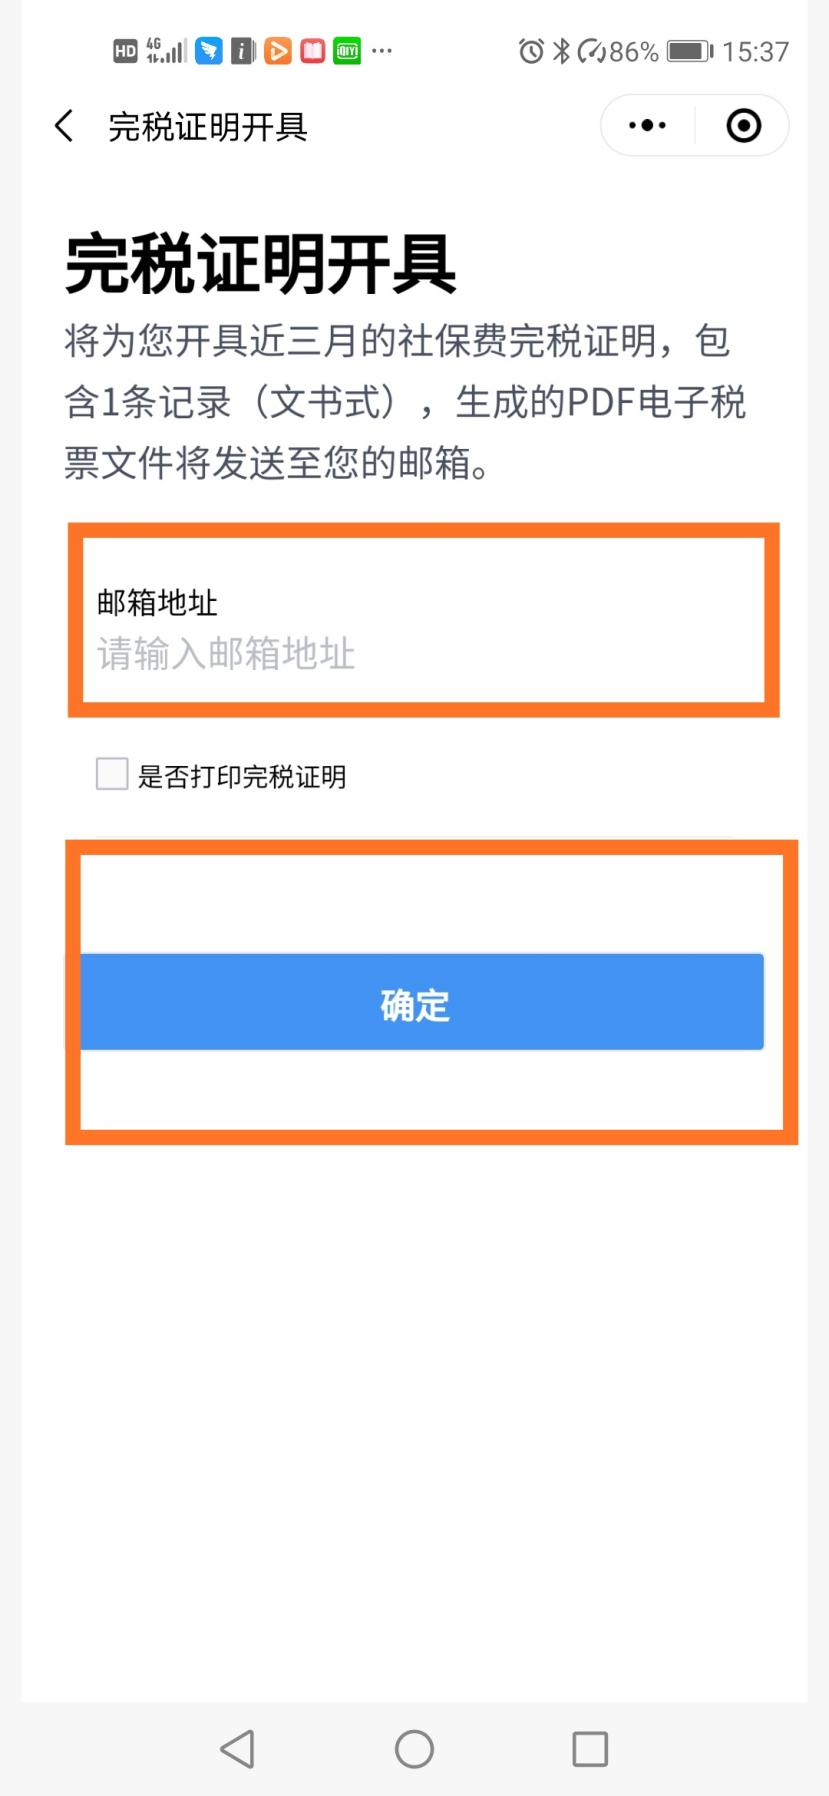 HD 4G 86% 15:37
完税证明开具
完税证明开具
将为您开具近三月的社保费完税证明，包
含1条记录（文书式），生成的PDF电子税
票文件将发送至您的邮箱。
邮箱地址
请输入邮箱地址
是否打印完税证明
确定